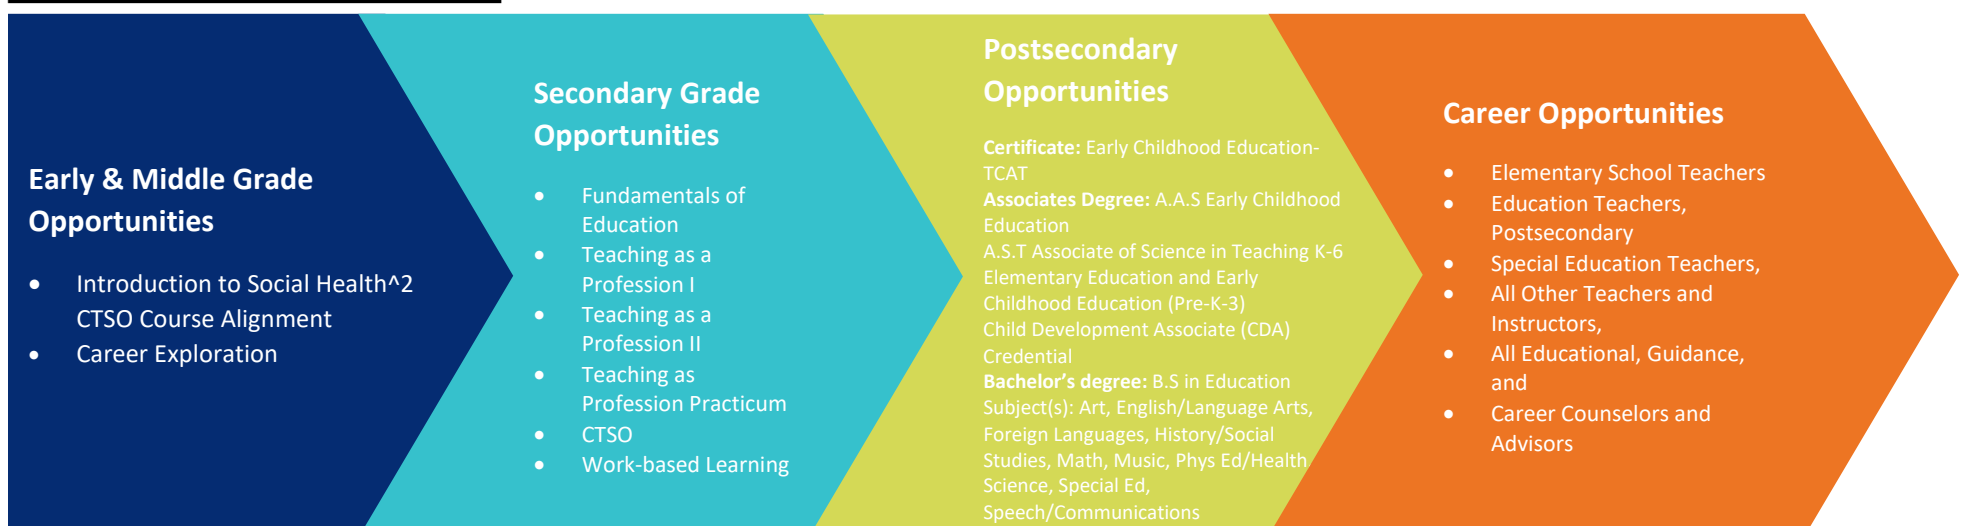 Early & Middle Grade
Opportunities
• Introduction to Social Health^2
CTSO Course Alignment
• Career Exploration
Secondary Grade
Opportunities
• Fundamentals of
Education
• Teaching as a
Profession I
• Teaching as a
Profession II
• Teaching as
Profession Practicum
• CTSO
• Work-based Learning
Postsecondary
Opportunities
Certificate: Early Childhood Education-
TCAT
Associates Degree: A.A.S Early Childhood
Education
A.S.T Associate of Science in Teaching K-6
Elementary Education and Early
Childhood Education (Pre-K-3)
Child Development Associate (CDA)
Credential
Bachelor’s degree: B.S in Education
Subject(s): Art, English/Language Arts,
Foreign Languages, History/Social
Studies, Math, Music, Phys Ed/Health
Science, Special Ed,
Speech/Communications
Career Opportunities
• Elementary School Teachers
• Education Teachers,
Postsecondary
• Special Education Teachers,
• All Other Teachers and
Instructors,
• All Educational, Guidance,
and
• Career Counselors and
Advisors